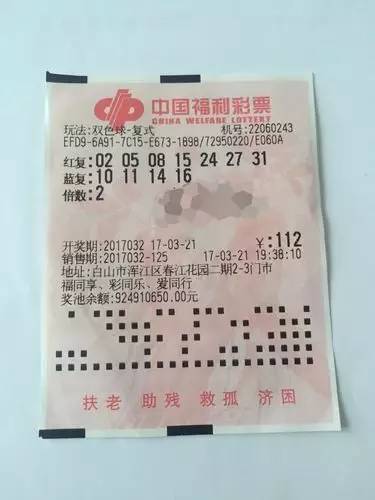 中国福利彩票
CHINA WELFARE LOTTERY
玩法:双色球-复式 机号:22060243
EFD9-6A91-7C15-E673-1898/72950220/E060A
红复:02 05 08 15 24 27 31
蓝复:10 11 14 16
倍数:2
开奖期:2017032 17-03-21 ¥:112
销售期:2017032-125 17-03-21 19:38:10
地址:白山市浑江区春江花园二期2-3门市
福同享、彩同乐、爱同行
奖池余额:924910650.00元
扶老 助残 救孤 济困